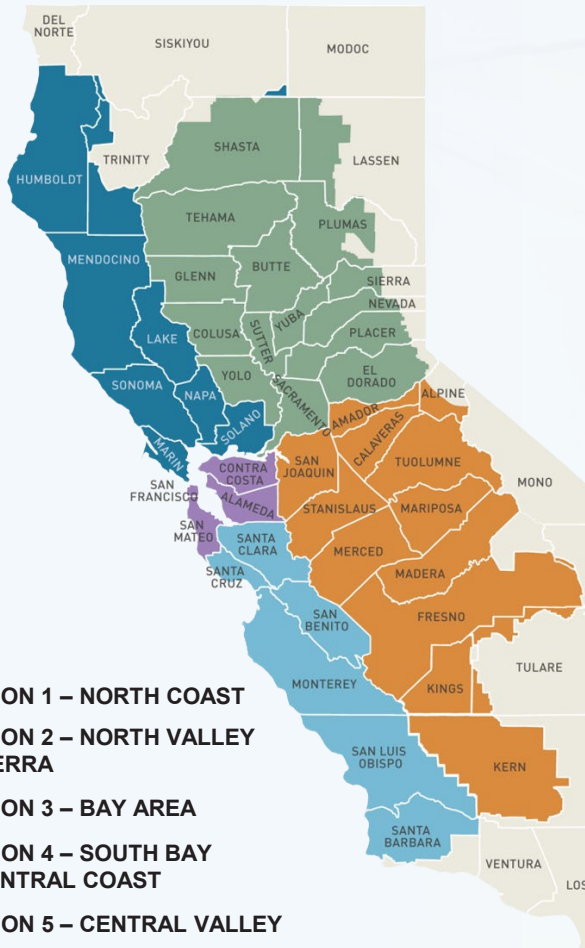 DEL
NORTE
SISKIYOU
MODOC
TRINITY
SHASTA
LASSEN
HUMBOLDT
TEHAMA
PLUMAS
MENDOCINO
GLENN
BUTTE
SIERRA
NEVADA
YUBA
SUTTER
COLUSA
PLACER
LAKE
YOLO
EL
DORADO
SONOMA
NAPA
SOLANO
SACRAMENTO
ALPINE
AMADOR
CALAVERAS
MARIN
CONTRA
COSTA
SAN
JOAQUIN
TUOLUMNE
MONO
SAN
FRANCISCO
ALAMEDA
STANISLAUS
MARIPOSA
SAN
MATEO
SANTA
CLARA
MERCED
SANTA
CRUZ
MADERA
SAN
BENITO
FRESNO
TULARE
MONTEREY
KINGS
SAN LUIS
OBISPO
KERN
SANTA
BARBARA
VENTURA
LOS
ON 1 – NORTH COAST
ON 2 – NORTH VALLEY
ERRA
ON 3 – BAY AREA
ON 4 – SOUTH BAY
NTRAL COAST
ON 5 – CENTRAL VALLEY